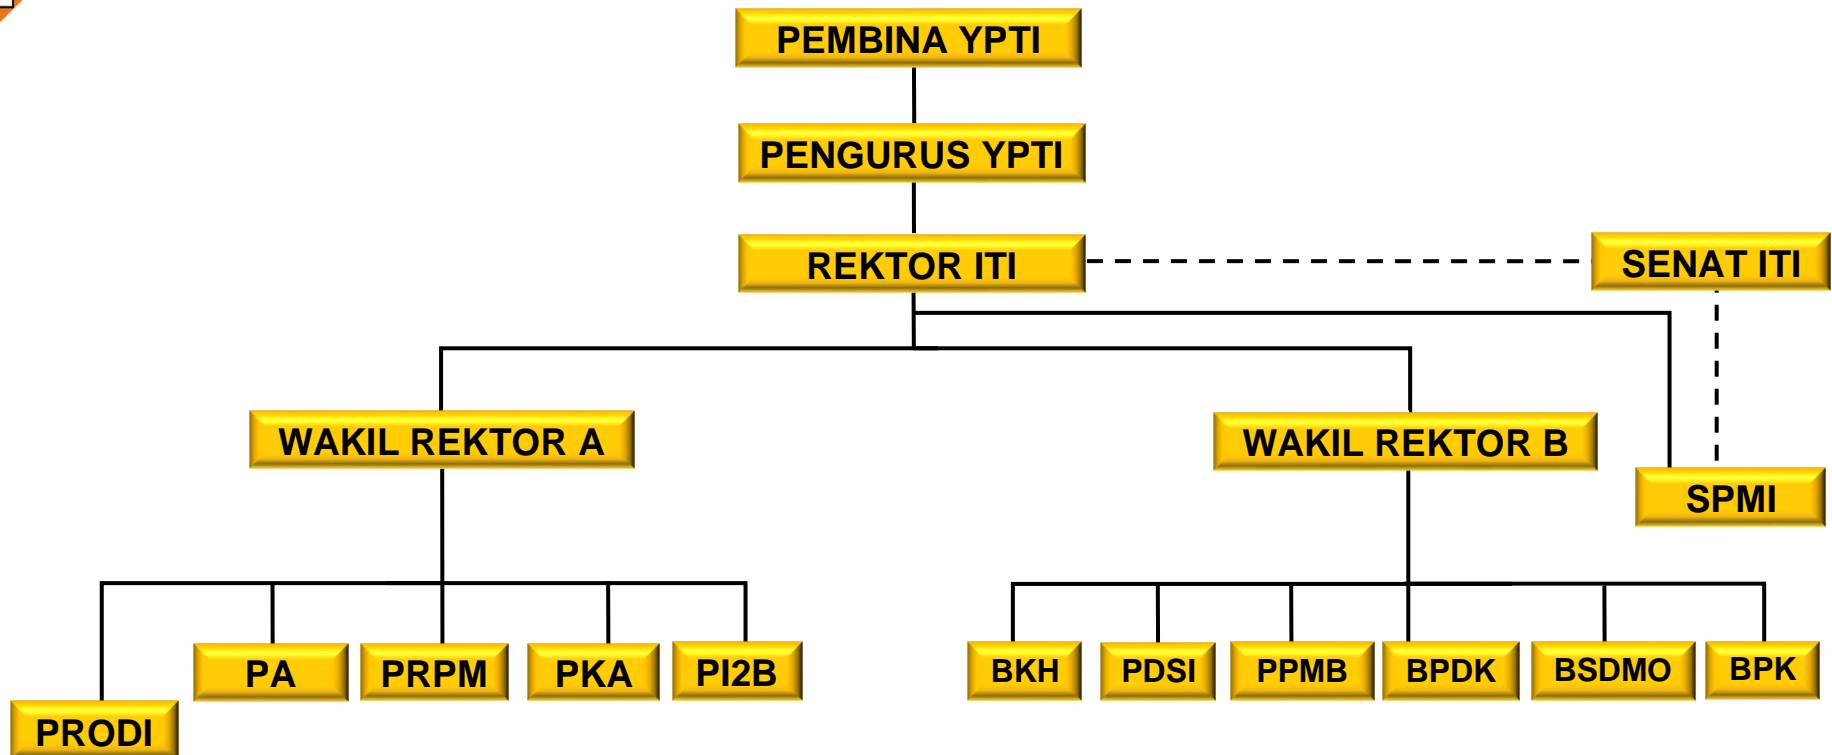 PEMBINA YPTI
PENGURUS YPTI
REKTOR ITI
SENAT ITI
WAKIL REKTOR A
WAKIL REKTOR B
SPMI
PRODI
PA
PRPM
PKA
PI2B
BKH
PDSI
PPMB
BPDK
BSDMO
BPK